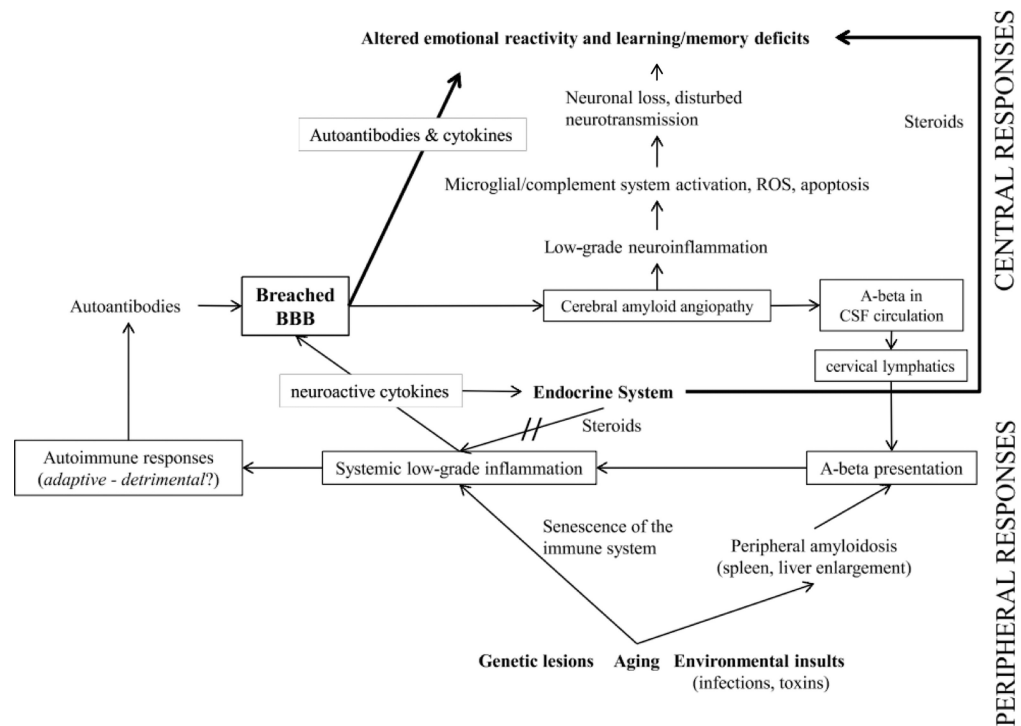 Altered emotional reactivity and learning/memory deficits
Neuronal loss, disturbed
neurotransmission
Steroids
Autoantibodies & cytokines
Microglial/complement system activation, ROS, apoptosis
Low-grade neuroinflammation
CENTRAL RESPONSES
Autoantibodies
Breached
BBB
Cerebral amyloid angiopathy
A-beta in
CSF circulation
cervical lymphatics
neuroactive cytokines
Endocrine System
Steroids
Autoimmune responses
(adaptive - detrimental?)
Systemic low-grade inflammation
A-beta presentation
Senescence of the
immune system
Peripheral amyloidosis
(spleen, liver enlargement)
Genetic lesions Aging Environmental insults
(infections, toxins)
PERIPHERAL RESPONSES